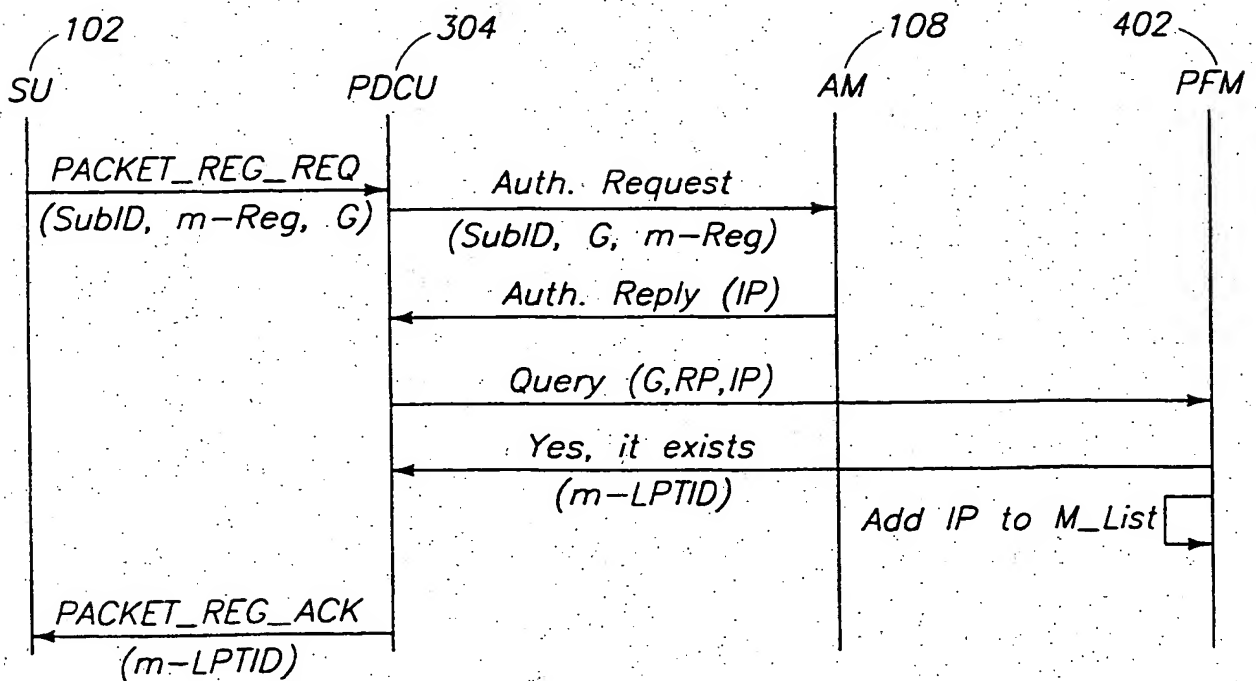 102 304 108 402
SU PDCU AM PFM
PACKET_REG_REQ
(SubID, m-Reg, G)
Auth. Request
(SubID, G, m-Reg)
Auth. Reply (IP)
Query (G,RP,IP)
Yes, it exists
(m-LPTID)
Add IP to M_List
PACKET_REG_ACK
(m-LPTID)